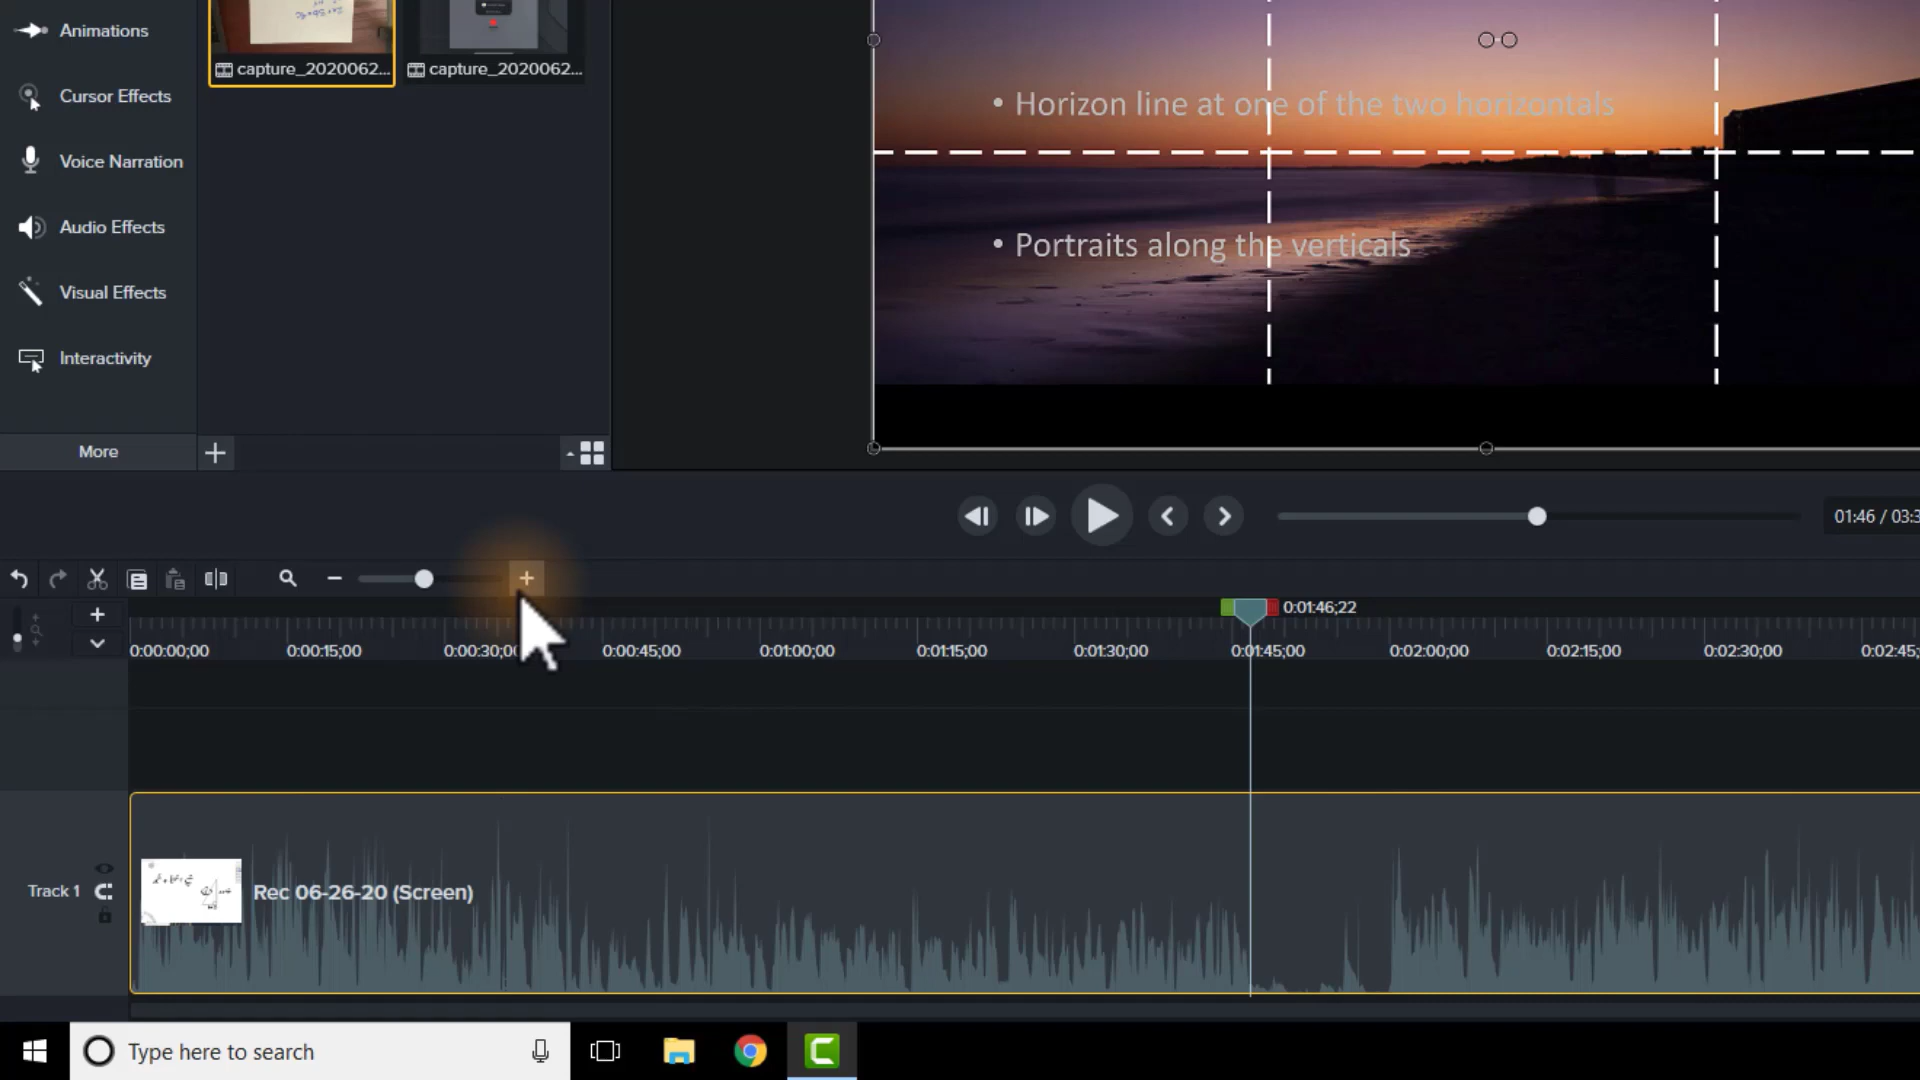 Animations
capture_2020062...
capture_2020062...
Cursor Effects
Voice Narration
Audio Effects
Visual Effects
Interactivity
More
• Horizon line at one of the two horizontals
• Portraits along the verticals
01:46 / 03:3
0:01:46;22
0:00:00;00 0:00:15;00 0:00:30;00 0:00:45;00 0:01:00;00 0:01:15;00 0:01:30;00 0:01:45;00 0:02:00;00 0:02:15;00 0:02:30;00 0:02:45;
Track 1
Rec 06-26-20 (Screen)
Type here to search